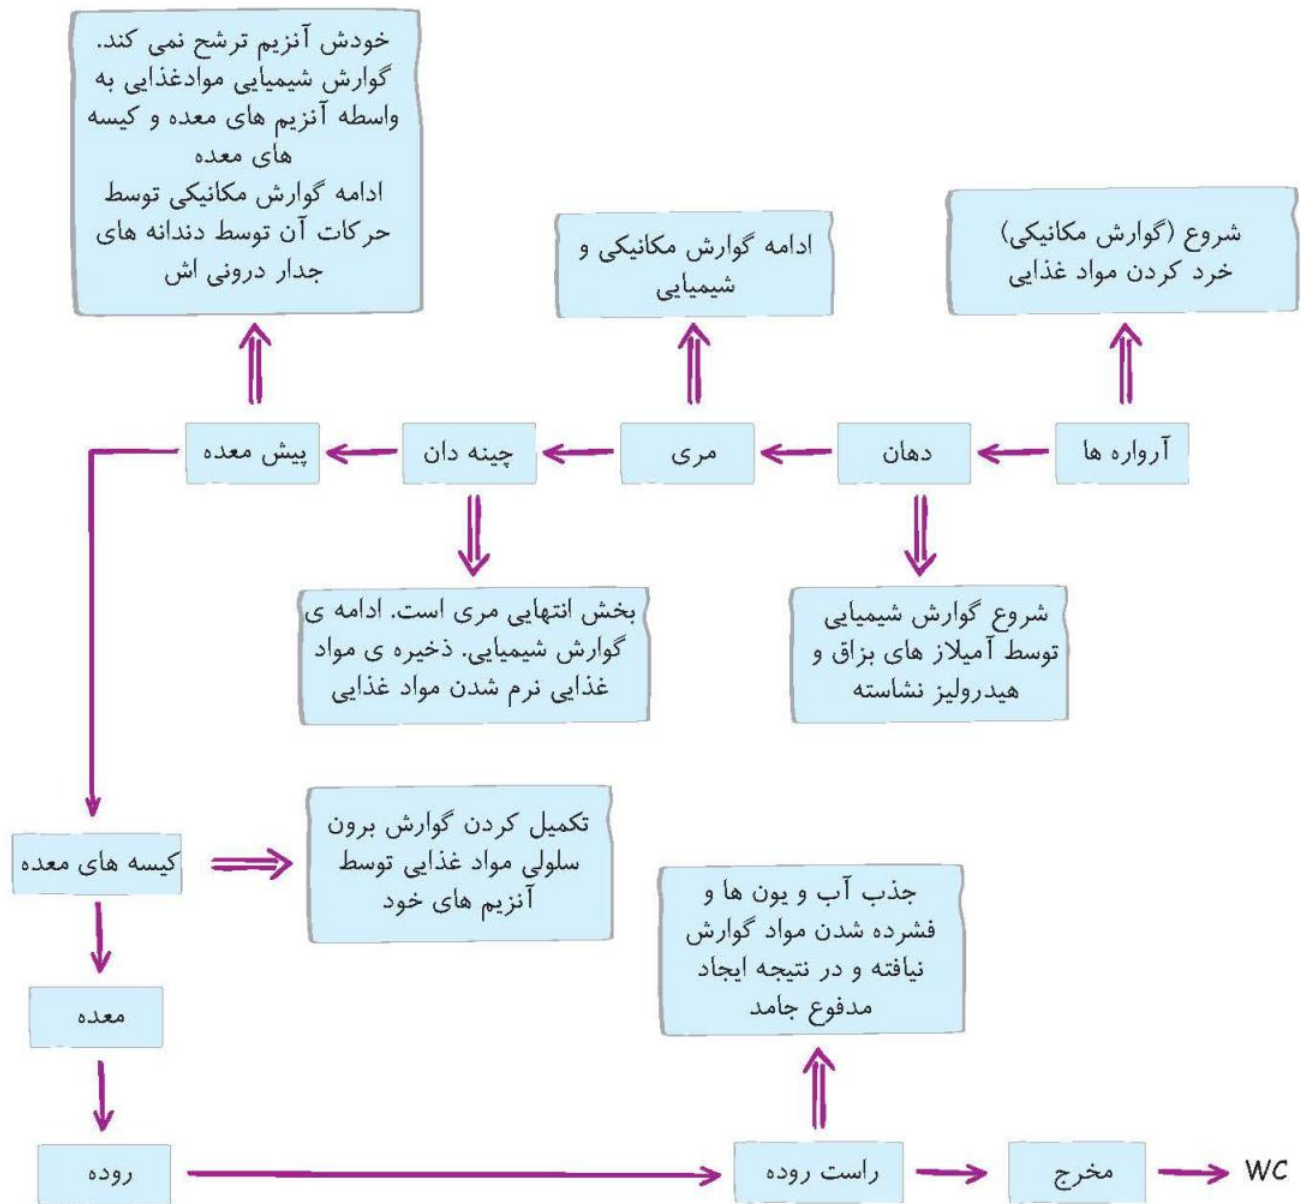 خودش آنزیم ترشح نمی کند.
گوارش شیمیایی موادغذایی به
واسطه آنزیم های معده و کیسه
های معده
ادامه گوارش مکانیکی توسط
حرکات آن توسط دندانه های
جدار درونی اش
ادامه گوارش مکانیکی و
شیمیایی
شروع (گوارش مکانیکی)
خرد کردن مواد غذایی
آرواره ها
دهان
مری
چینه دان
پیش معده
شروع گوارش شیمیایی
توسط آمیلاز های بزاق و
هیدرولیز نشاسته
بخش انتهایی مری است. ادامه ی
گوارش شیمیایی. ذخیره ی مواد
غذایی نرم شدن مواد غذایی
کیسه های معده
تکمیل کردن گوارش برون
سلولی مواد غذایی توسط
آنزیم های خود
معده
جذب آب و یون ها و
فشرده شدن مواد گوارش
نیافته و در نتیجه ایجاد
مدفوع جامد
روده
راست روده
مخرج
WC